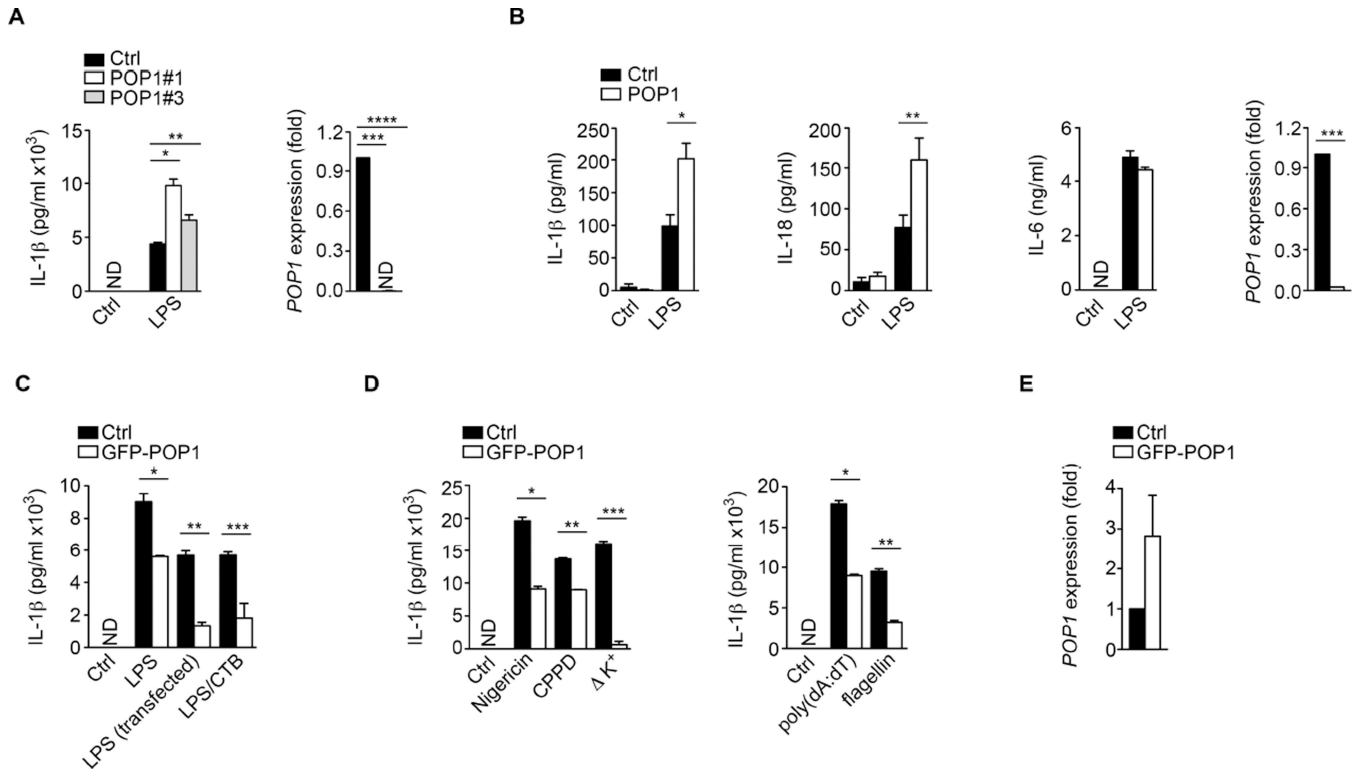 A
Ctrl
POP1#1
POP1#3
IL-1β (pg/ml x10³)
15
10
5
0
**
*
ND
Ctrl
LPS
POP1 expression (fold)
1.2
0.9
0.6
0.3
0.0
****
***
ND
B
Ctrl
POP1
IL-1β (pg/ml)
250
200
150
100
50
0
*
Ctrl
LPS
IL-18 (pg/ml)
200
150
100
50
0
**
Ctrl
LPS
IL-6 (ng/ml)
6
4
2
0
ND
Ctrl
LPS
POP1 expression (fold)
1.2
0.9
0.6
0.3
0.0
***
C
Ctrl
GFP-POP1
IL-1β (pg/ml x10³)
10
8
6
4
2
0
*
**
***
ND
Ctrl
LPS
LPS (transfected)
LPS/CTB
D
Ctrl
GFP-POP1
IL-1β (pg/ml x10³)
25
20
15
10
5
0
*
**
***
ND
Ctrl
Nigericin
CPPD
Δ K⁺
IL-1β (pg/ml x10³)
20
15
10
5
0
*
**
ND
Ctrl
poly(dA:dT)
flagellin
E
Ctrl
GFP-POP1
POP1 expression (fold)
4
3
2
1
0